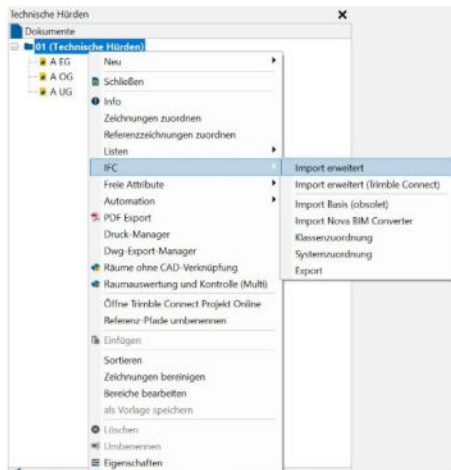 Technische Hürden
Dokumente
01 (Technische Hürden)
A EG
A OG
A UG
Neu
Schließen
Info
Zeichnungen zuordnen
Referenzzeichnungen zuordnen
Listen
IFC
Freie Attribute
Automation
PDF Export
Druck-Manager
Dwg-Export-Manager
Räume ohne CAD-Verknüpfung
Raumauswertung und Kontrolle (Multi)
Öffne Trimble Connect Projekt Online
Referenz-Pfade umbenennen
Einfügen
Sortieren
Zeichnungen bereinigen
Bereiche bearbeiten
als Vorlage speichern
Löschen
Umbenennen
Eigenschaften
Import erweitert
Import erweitert (Trimble Connect)
Import Basis (obsolet)
Import Nova BIM Converter
Klassenzuordnung
Systemzuordnung
Export